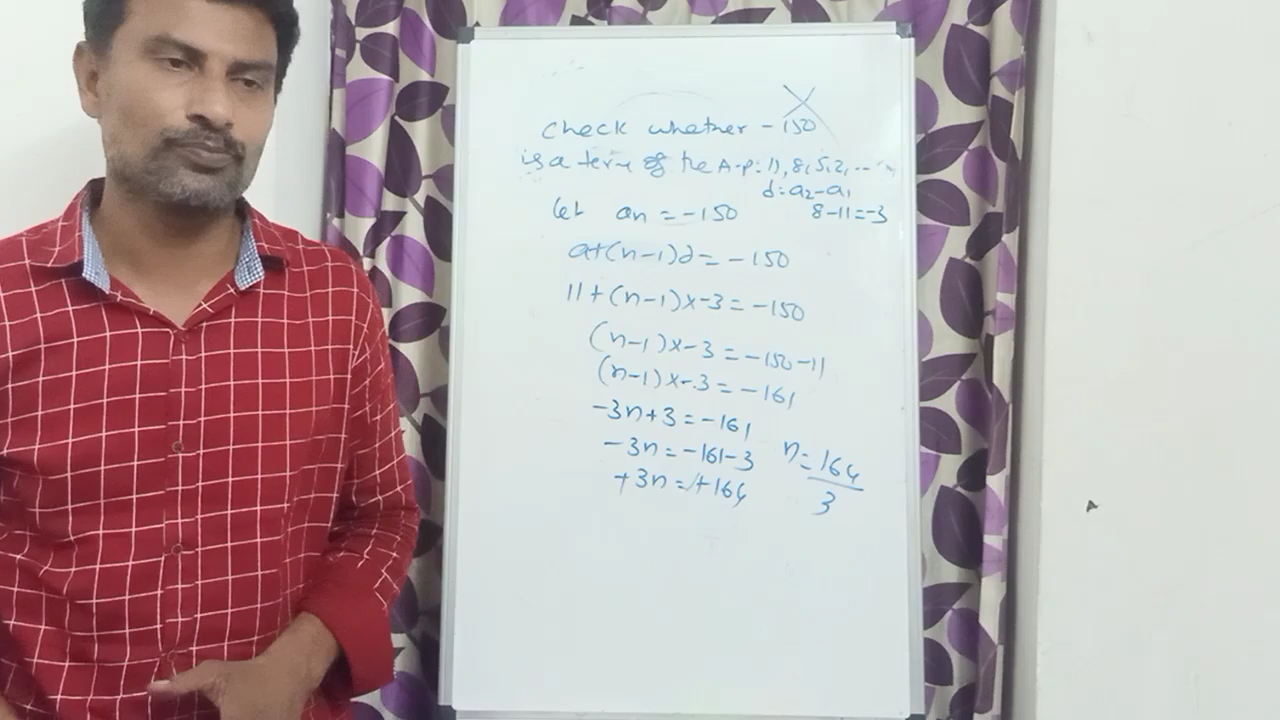 check whether -150
is a term of the A.P: 11, 8, 5, 2, ...
d = a₂ - a₁
let an = -150
8-11 = -3
a+(n-1)d = -150
11+(n-1)x-3 = -150
(n-1)x-3 = -150-11
(n-1)x-3 = -161
-3n+3 = -161
-3n = -161-3
+3n = +164
n = 164/3